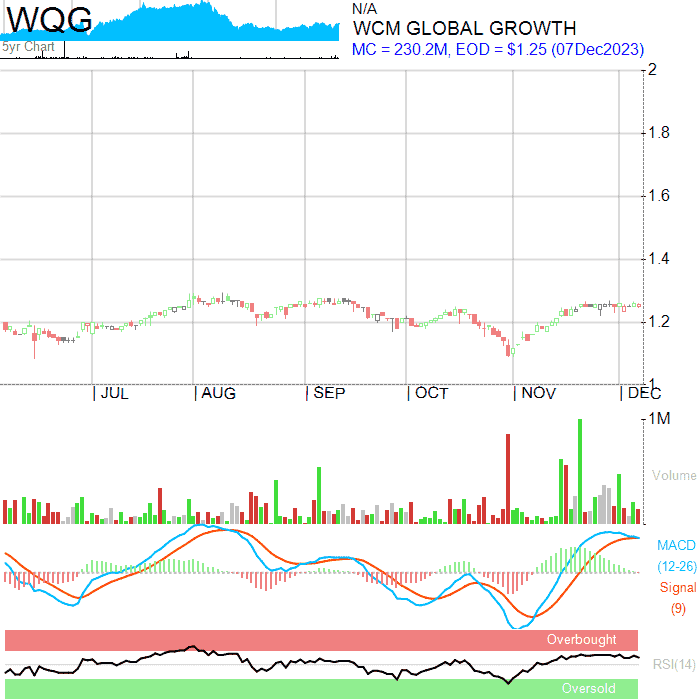 WQG
5yr Chart
N/A
WCM GLOBAL GROWTH
MC = 230.2M, EOD = $1.25 (07Dec2023)
2
1.8
1.6
1.4
1.2
1
JUL AUG SEP OCT NOV DEC
1M
Volume
MACD
(12-26)
Signal
(9)
Overbought
RSI(14)
Oversold